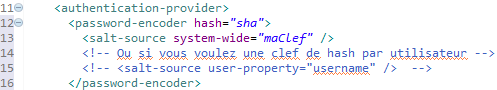 11 <authentication-provider>
12 <password-encoder hash="sha">
13 <salt-source system-wide="maClef" />
14 <!-- Ou si vous voulez une clef de hash par utilisateur -->
15 <!-- <salt-source user-property="username" />  -->
16 </password-encoder>